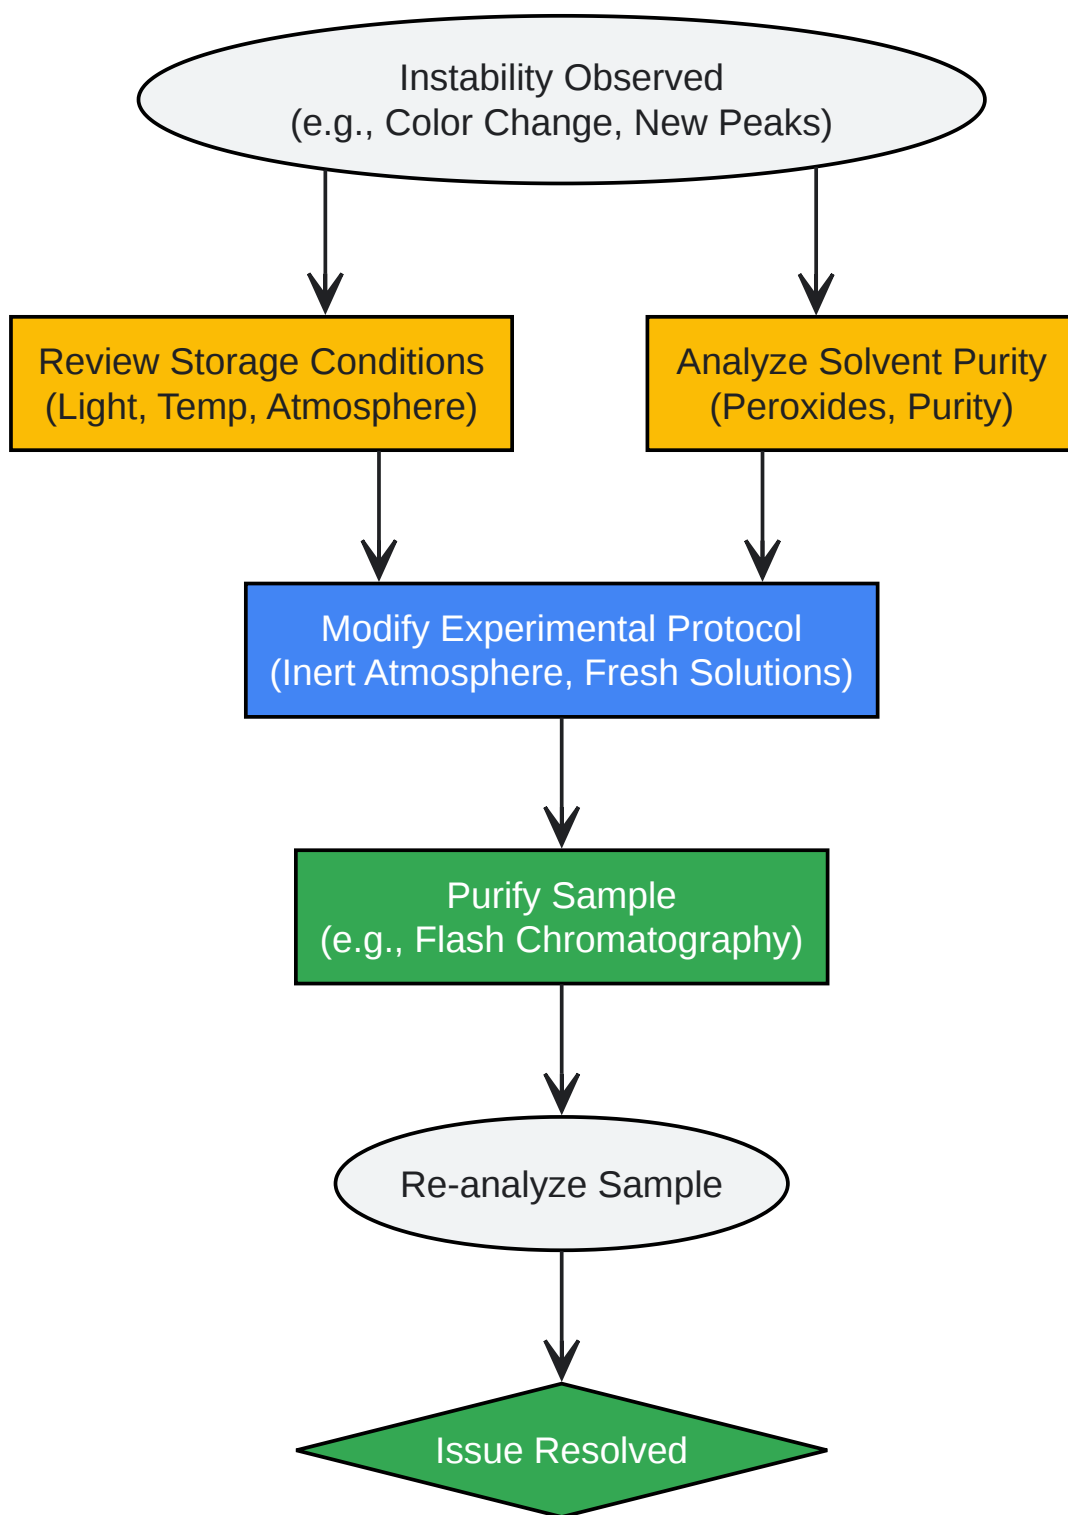 Instability Observed
(e.g., Color Change, New Peaks)
Review Storage Conditions
(Light, Temp, Atmosphere)
Analyze Solvent Purity
(Peroxides, Purity)
Modify Experimental Protocol
(Inert Atmosphere, Fresh Solutions)
Purify Sample
(e.g., Flash Chromatography)
Re-analyze Sample
Issue Resolved